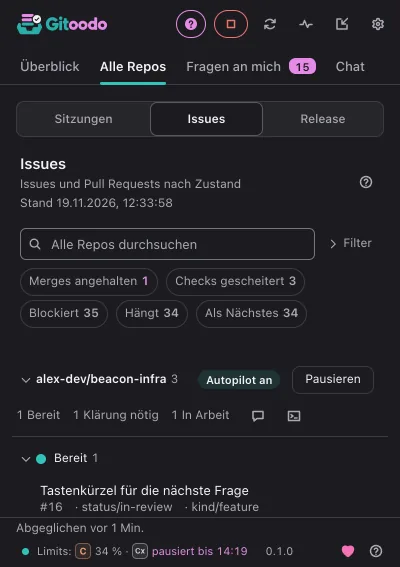 Gitoodo
Überblick Alle Repos Fragen an mich 15 Chat
Sitzungen Issues Release
Issues
Issues und Pull Requests nach Zustand
Stand 19.11.2026, 12:33:58
Alle Repos durchsuchen Filter
Merges angehalten 1 Checks gescheitert 3
Blockiert 35 Hängt 34 Als Nächstes 34
alex-dev/beacon-infra 3 Autopilot an Pausieren
1 Bereit 1 Klärung nötig 1 In Arbeit
Bereit 1
Tastenkürzel für die nächste Frage
#16 · status/in-review · kind/feature
Abgeglichen vor 1 Min.
Limits: C 34 % · Cx pausiert bis 14:19 0.1.0